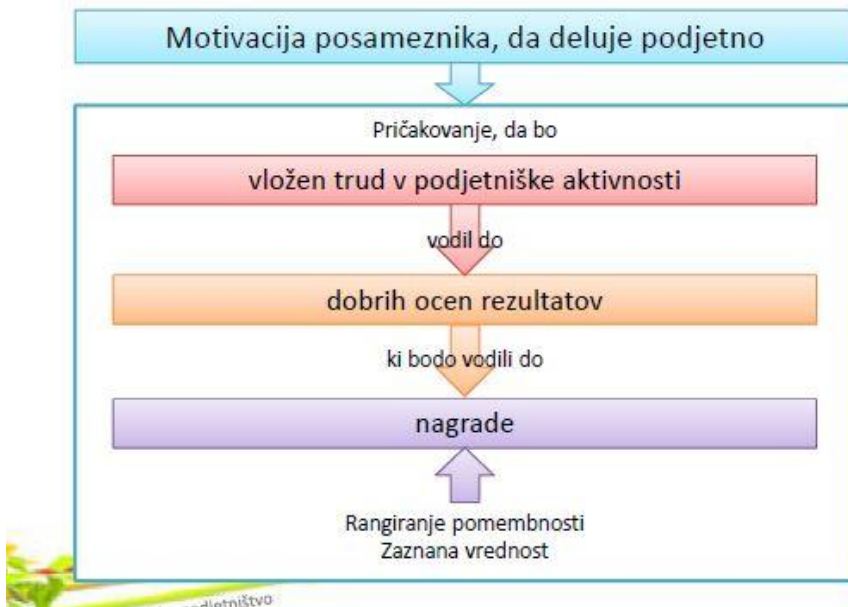 Motivacija posameznika, da deluje podjetno
Pričakovanje, da bo
vložen trud v podjetniške aktivnosti
vodil do
dobrih ocen rezultatov
ki bodo vodili do
nagrade
Rangiranje pomembnosti
Zaznana vrednost